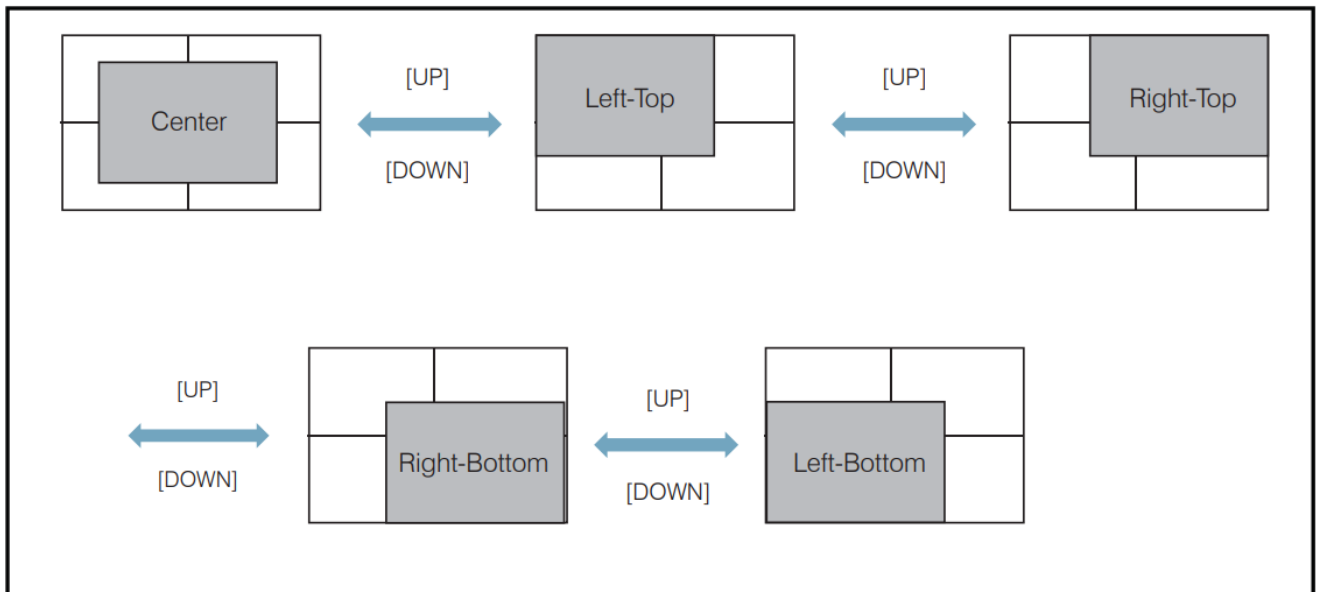 [UP]
[UP]
Center
Left-Top
Right-Top
[DOWN]
[DOWN]
[UP]
[UP]
Right-Bottom
Left-Bottom
[DOWN]
[DOWN]